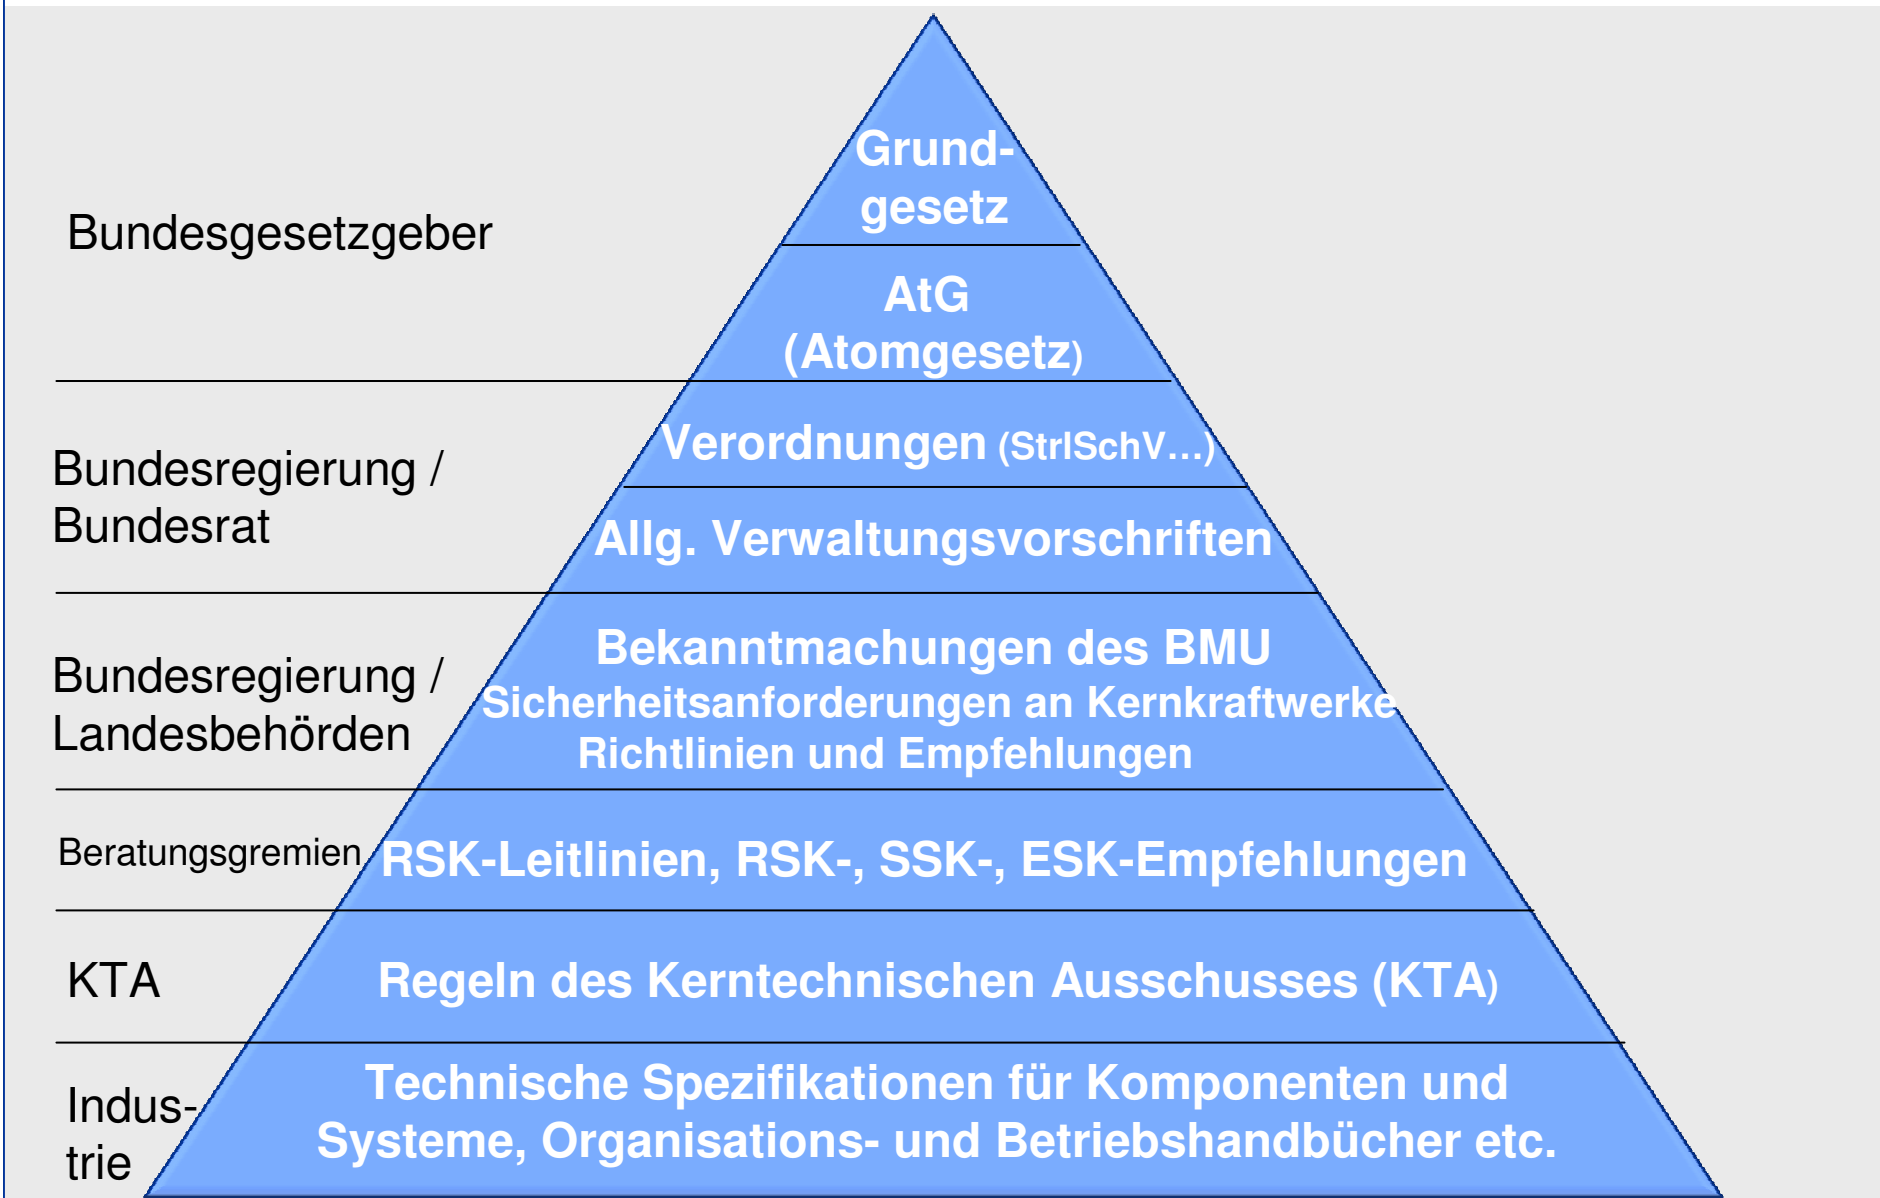 Grund-
gesetz
Bundesgesetzgeber
AtG
(Atomgesetz)
Verordnungen (StrlSchV...)
Bundesregierung /
Bundesrat
Allg. Verwaltungsvorschriften
Bekanntmachungen des BMU
Bundesregierung /
Landesbehörden
Sicherheitsanforderungen an Kernkraftwerke
Richtlinien und Empfehlungen
Beratungsgremien
RSK-Leitlinien, RSK-, SSK-, ESK-Empfehlungen
KTA
Regeln des Kerntechnischen Ausschusses (KTA)
Indus-
trie
Technische Spezifikationen für Komponenten und
Systeme, Organisations- und Betriebshandbücher etc.